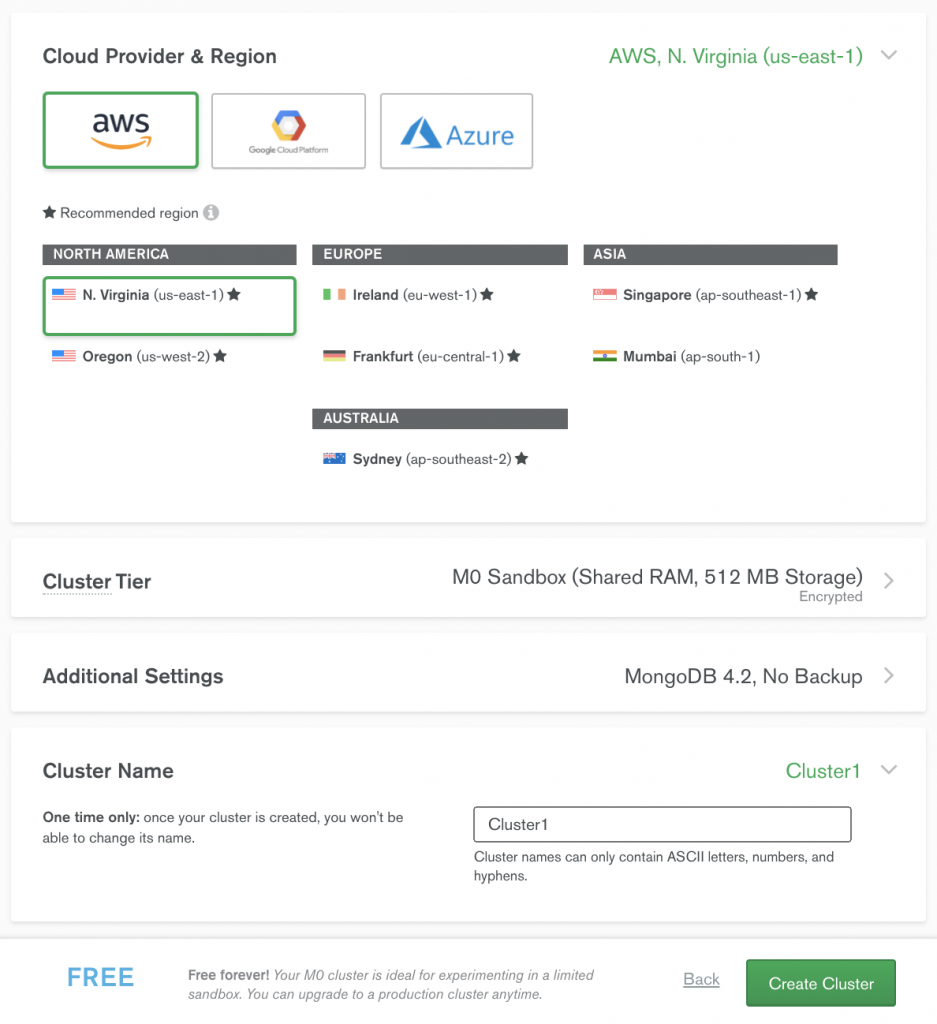 Cloud Provider & Region
AWS, N. Virginia (us-east-1)
aws
Google Cloud Platform
Azure
★ Recommended region i
NORTH AMERICA
N. Virginia (us-east-1) ★
Oregon (us-west-2) ★
EUROPE
Ireland (eu-west-1) ★
Frankfurt (eu-central-1) ★
ASIA
Singapore (ap-southeast-1) ★
Mumbai (ap-south-1)
AUSTRALIA
Sydney (ap-southeast-2) ★
Cluster Tier
M0 Sandbox (Shared RAM, 512 MB Storage)
Encrypted
Additional Settings
MongoDB 4.2, No Backup
Cluster Name
Cluster1
One time only: once your cluster is created, you won't be
able to change its name.
Cluster1
Cluster names can only contain ASCII letters, numbers, and
hyphens.
FREE
Free forever! Your M0 cluster is ideal for experimenting in a limited
sandbox. You can upgrade to a production cluster anytime.
Back
Create Cluster